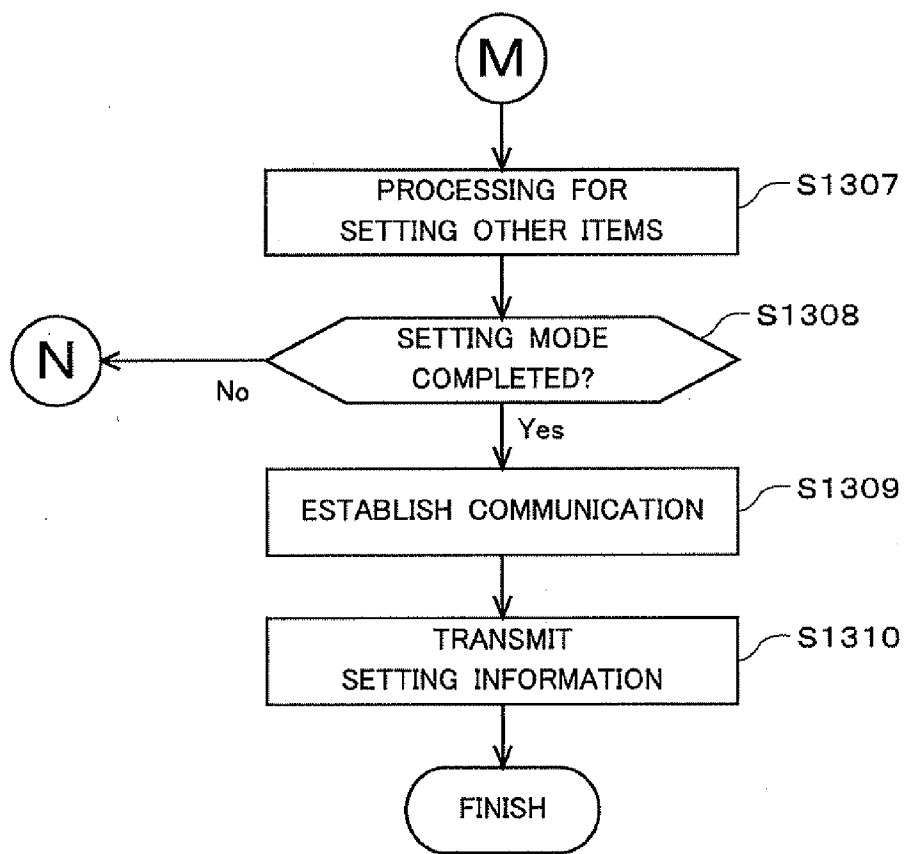 M
PROCESSING FOR
SETTING OTHER ITEMS
S1307
SETTING MODE
COMPLETED?
S1308
N
No
Yes
ESTABLISH COMMUNICATION
S1309
TRANSMIT
SETTING INFORMATION
S1310
FINISH